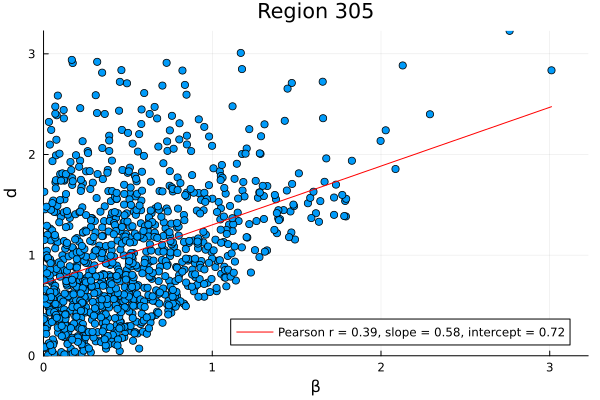 Region 305
3
2
1
0
d
0 1 2 3
β
Pearson r = 0.39, slope = 0.58, intercept = 0.72